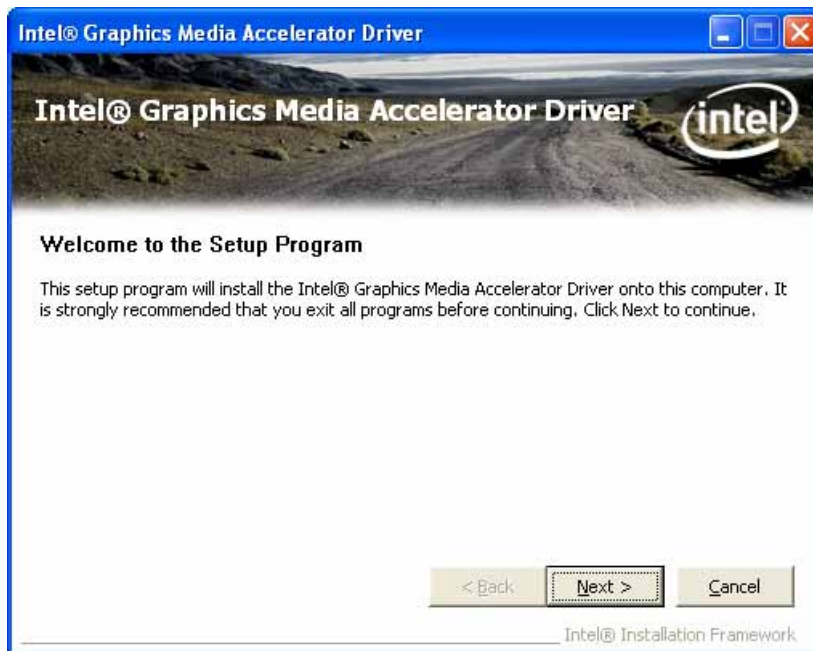 Intel® Graphics Media Accelerator Driver
Intel® Graphics Media Accelerator Driver
intel
Welcome to the Setup Program
This setup program will install the Intel® Graphics Media Accelerator Driver onto this computer. It
is strongly recommended that you exit all programs before continuing. Click Next to continue.
< Back Next > Cancel
Intel® Installation Framework